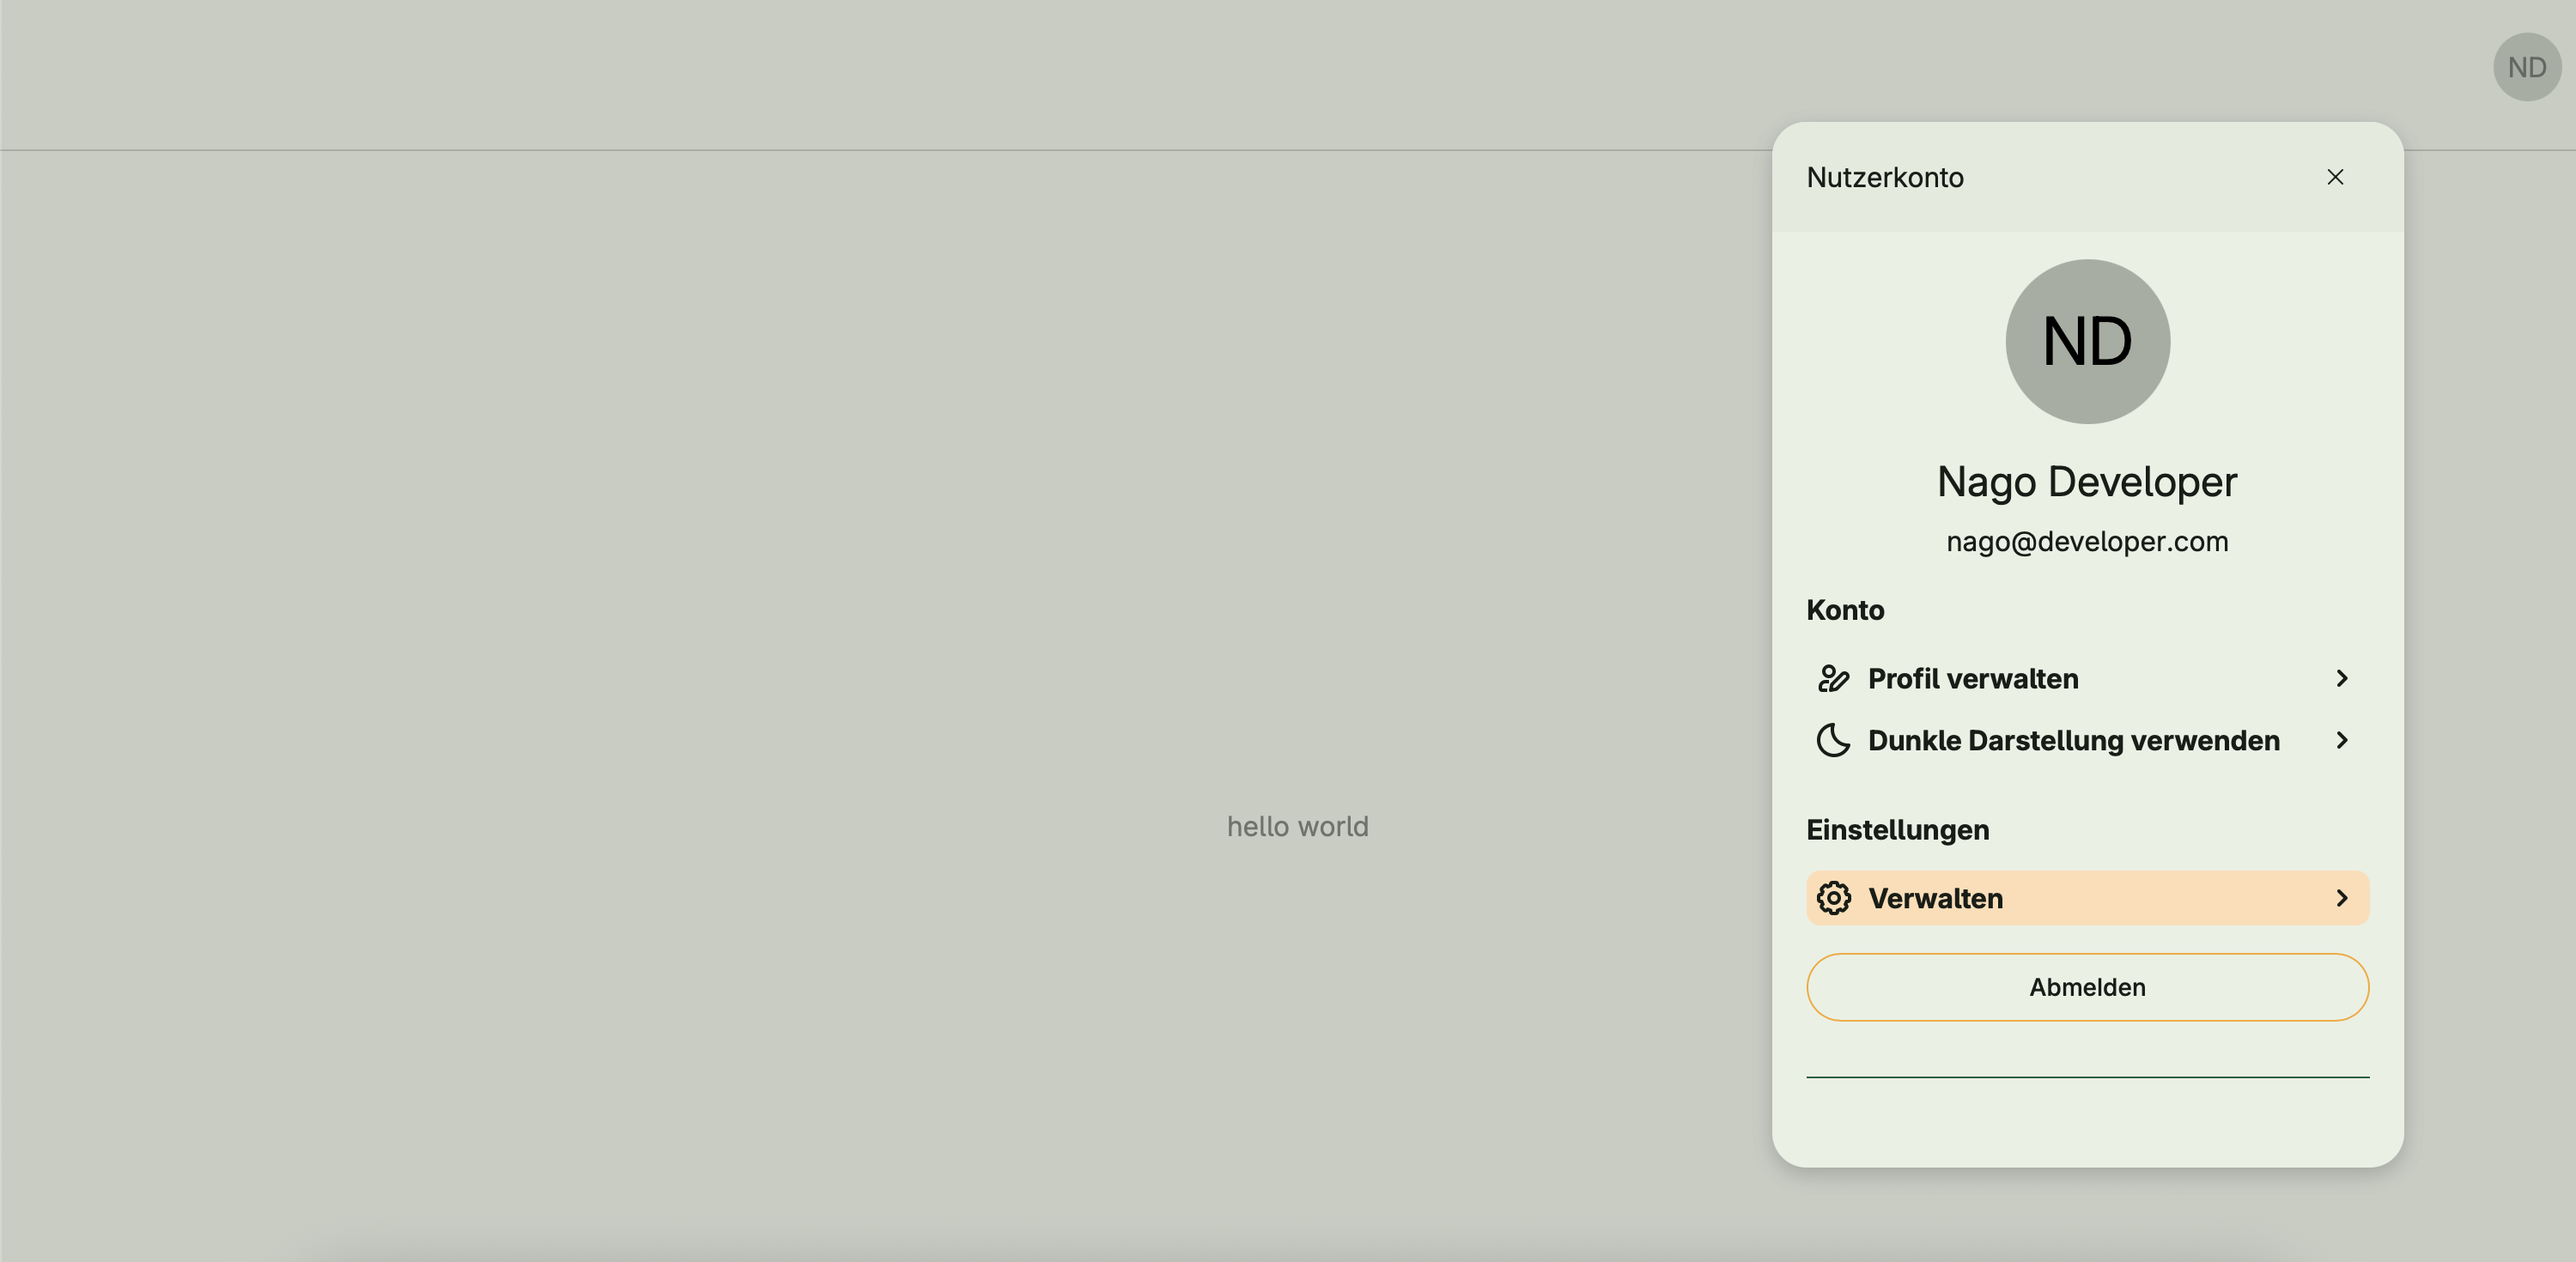 ND
Nutzerkonto
ND
Nago Developer
nago@developer.com
Konto
Profil verwalten
Dunkle Darstellung verwenden
hello world
Einstellungen
Verwalten
Abmelden